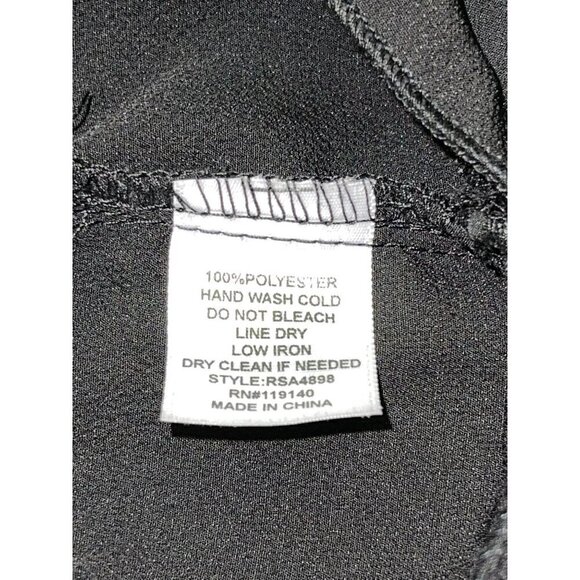 100%POLYESTER
HAND WASH COLD
DO NOT BLEACH
LINE DRY
LOW IRON
DRY CLEAN IF NEEDED
STYLE:RSA4898
RN#119140
MADE IN CHINA